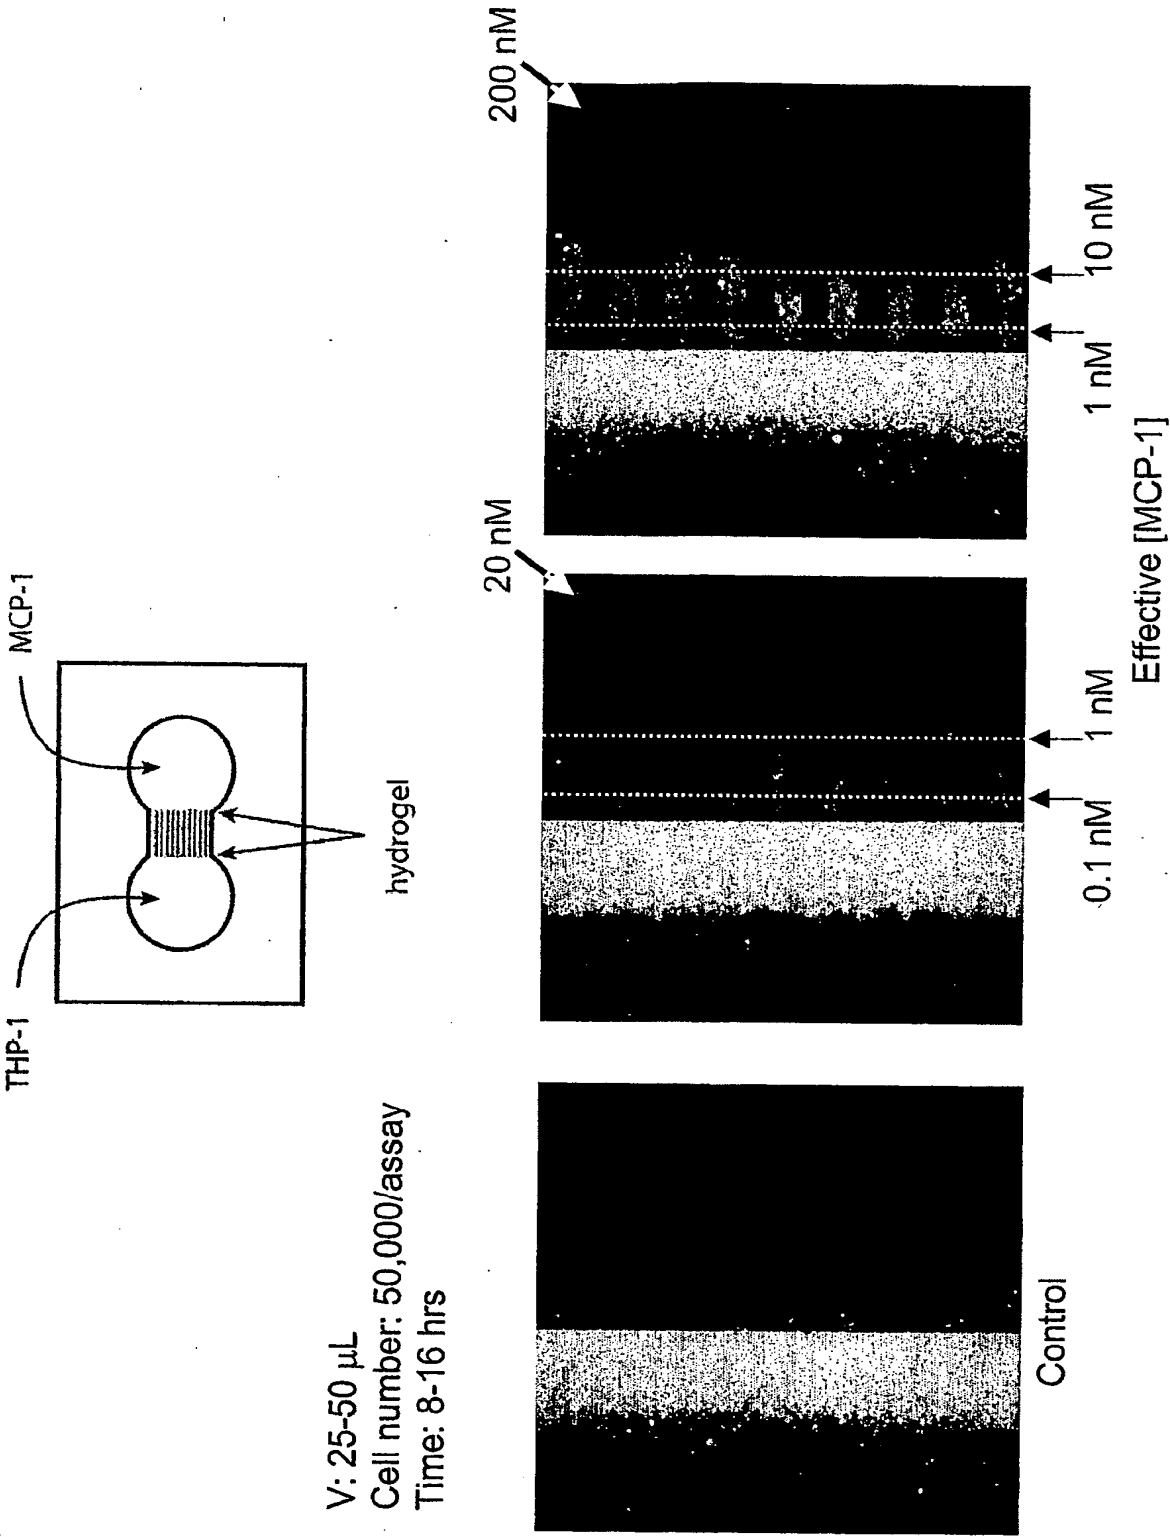 THP-1
MCP-1
hydrogel
V: 25-50 µL
Cell number: 50,000/assay
Time: 8-16 hrs
20 nM
200 nM
Control
0.1 nM
1 nM
1 nM
10 nM
Effective [MCP-1]